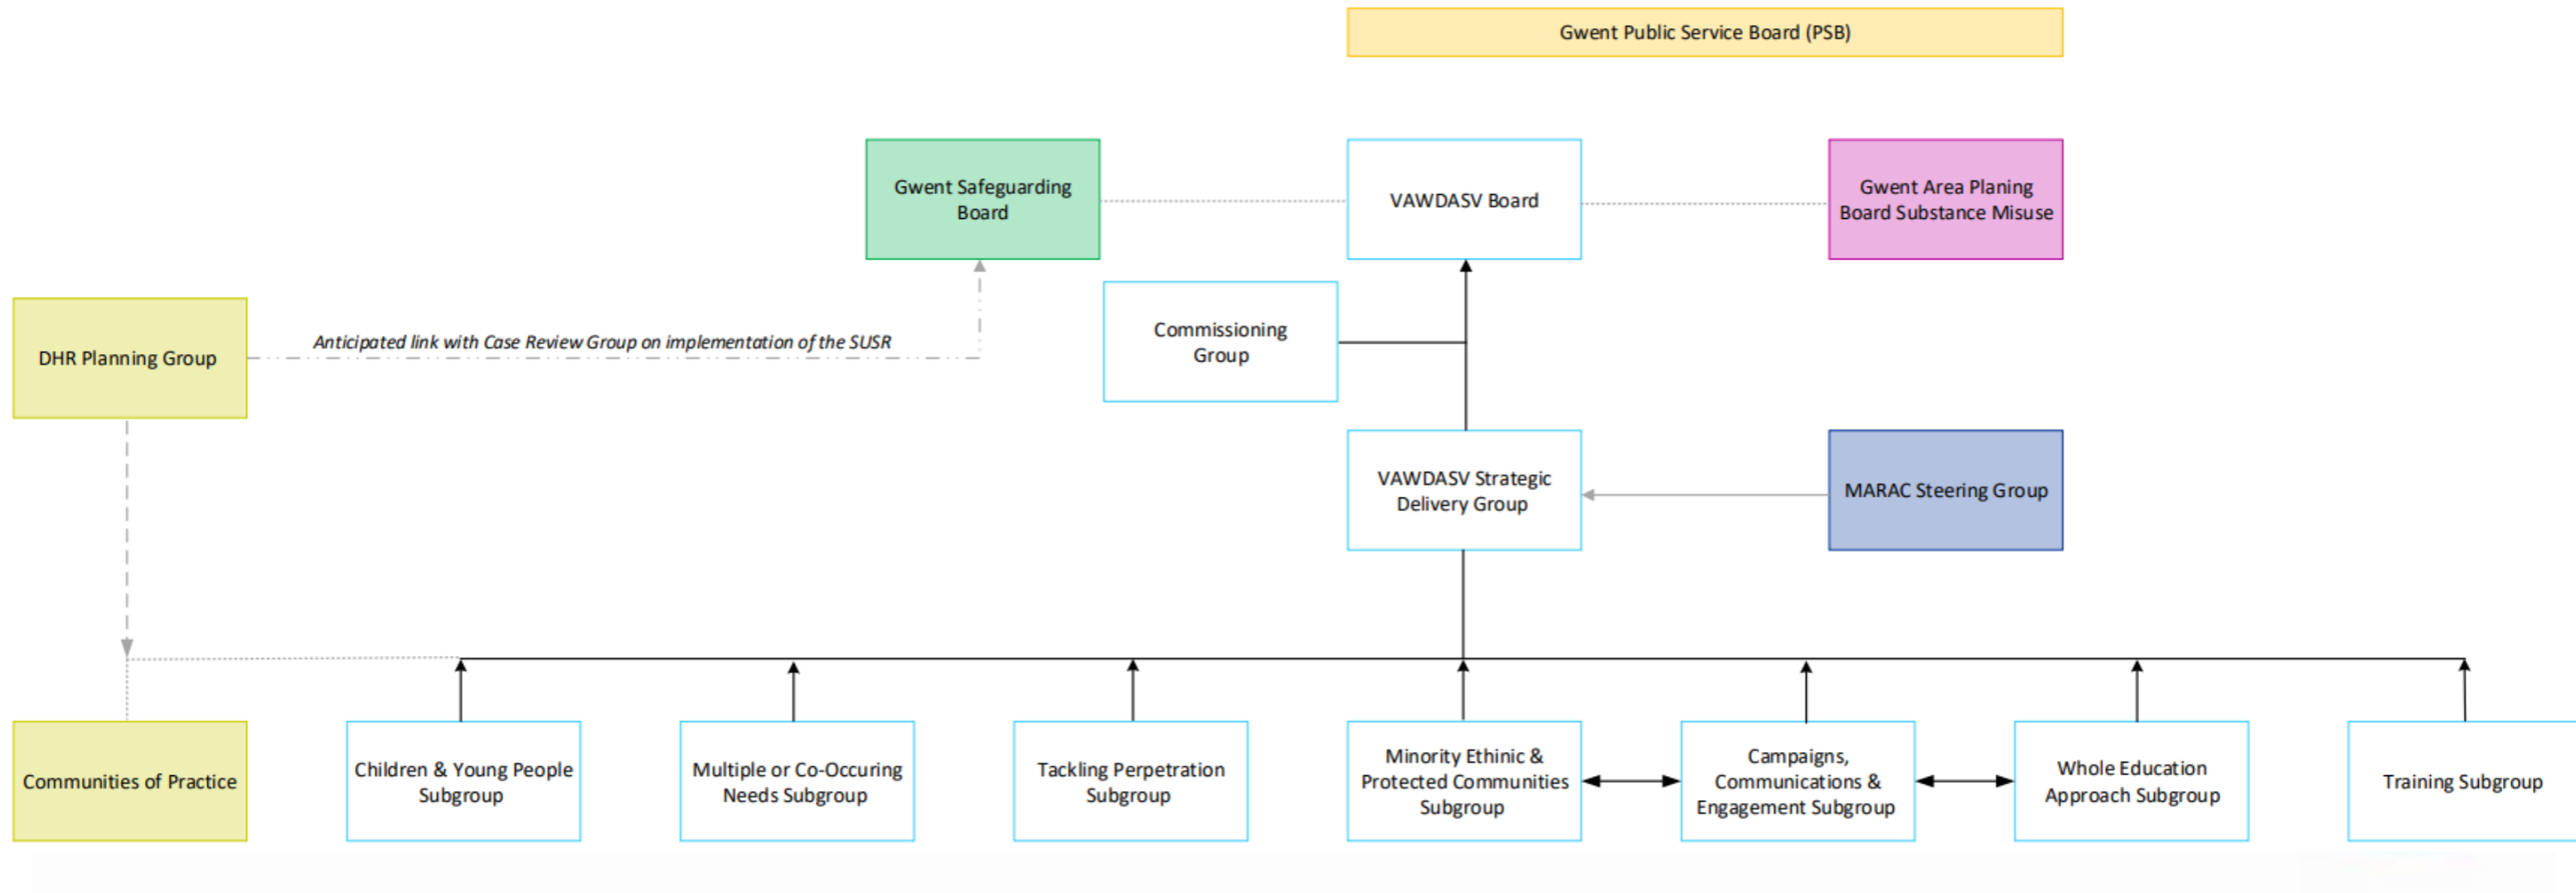 Gwent Public Service Board (PSB)
Gwent Safeguarding
Board
VAWDASV Board
Gwent Area Planing
Board Substance Misuse
Commissioning
Group
DHR Planning Group
Anticipated link with Case Review Group on implementation of the SUSR
VAWDASV Strategic
Delivery Group
MARAC Steering Group
Communities of Practice
Children & Young People
Subgroup
Multiple or Co-Occuring
Needs Subgroup
Tackling Perpetration
Subgroup
Minority Ethinic &
Protected Communities
Subgroup
Campaigns,
Communications &
Engagement Subgroup
Whole Education
Approach Subgroup
Training Subgroup